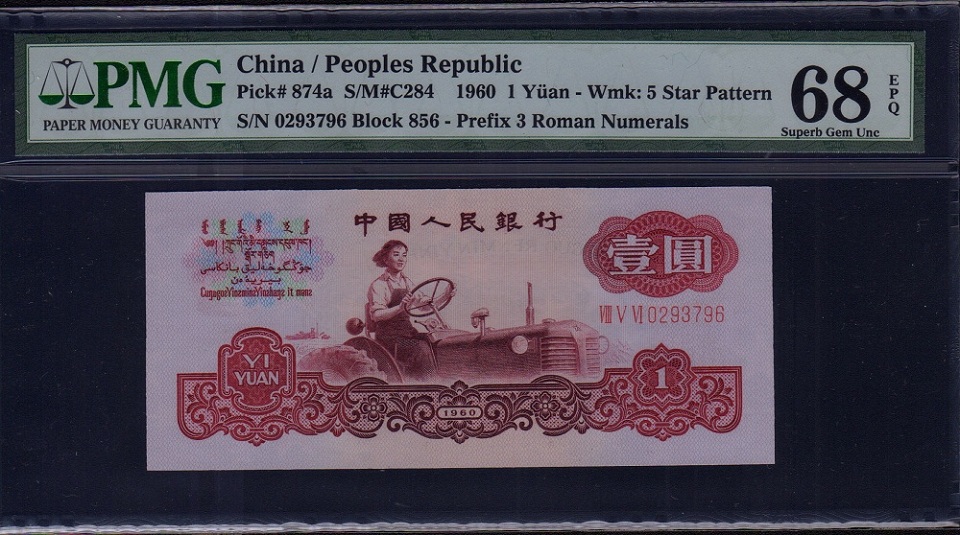 PMG
PAPER MONEY GUARANTY
China / Peoples Republic
Pick# 874a S/M#C284 1960 1 Yüan - Wmk: 5 Star Pattern
S/N 0293796 Block 856 - Prefix 3 Roman Numerals
68
EPQ
Superb Gem Unc
中國人民銀行
壹圓
VIII V VI 0293796
YI
YUAN
1960
1